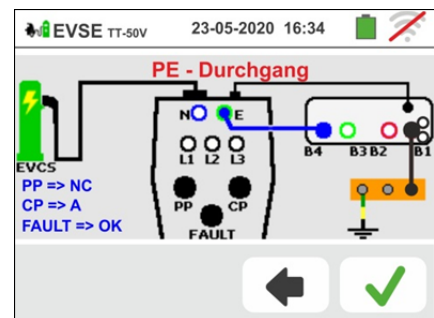 EVSE TT-50V 23-05-2020 16:34
PE - Durchgang
N E
L1 L2 L3
B4 B3 B2 B1
EVCS
PP => NC
PP CP
CP => A
FAULT => OK
FAULT